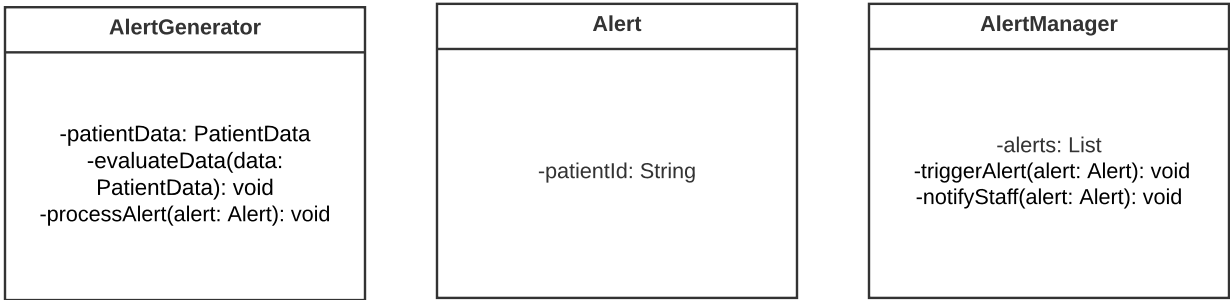 AlertGenerator
-patientData: PatientData
-evaluateData(data:
PatientData): void
-processAlert(alert: Alert): void
Alert
-patientId: String
AlertManager
-alerts: List
-triggerAlert(alert: Alert): void
-notifyStaff(alert: Alert): void